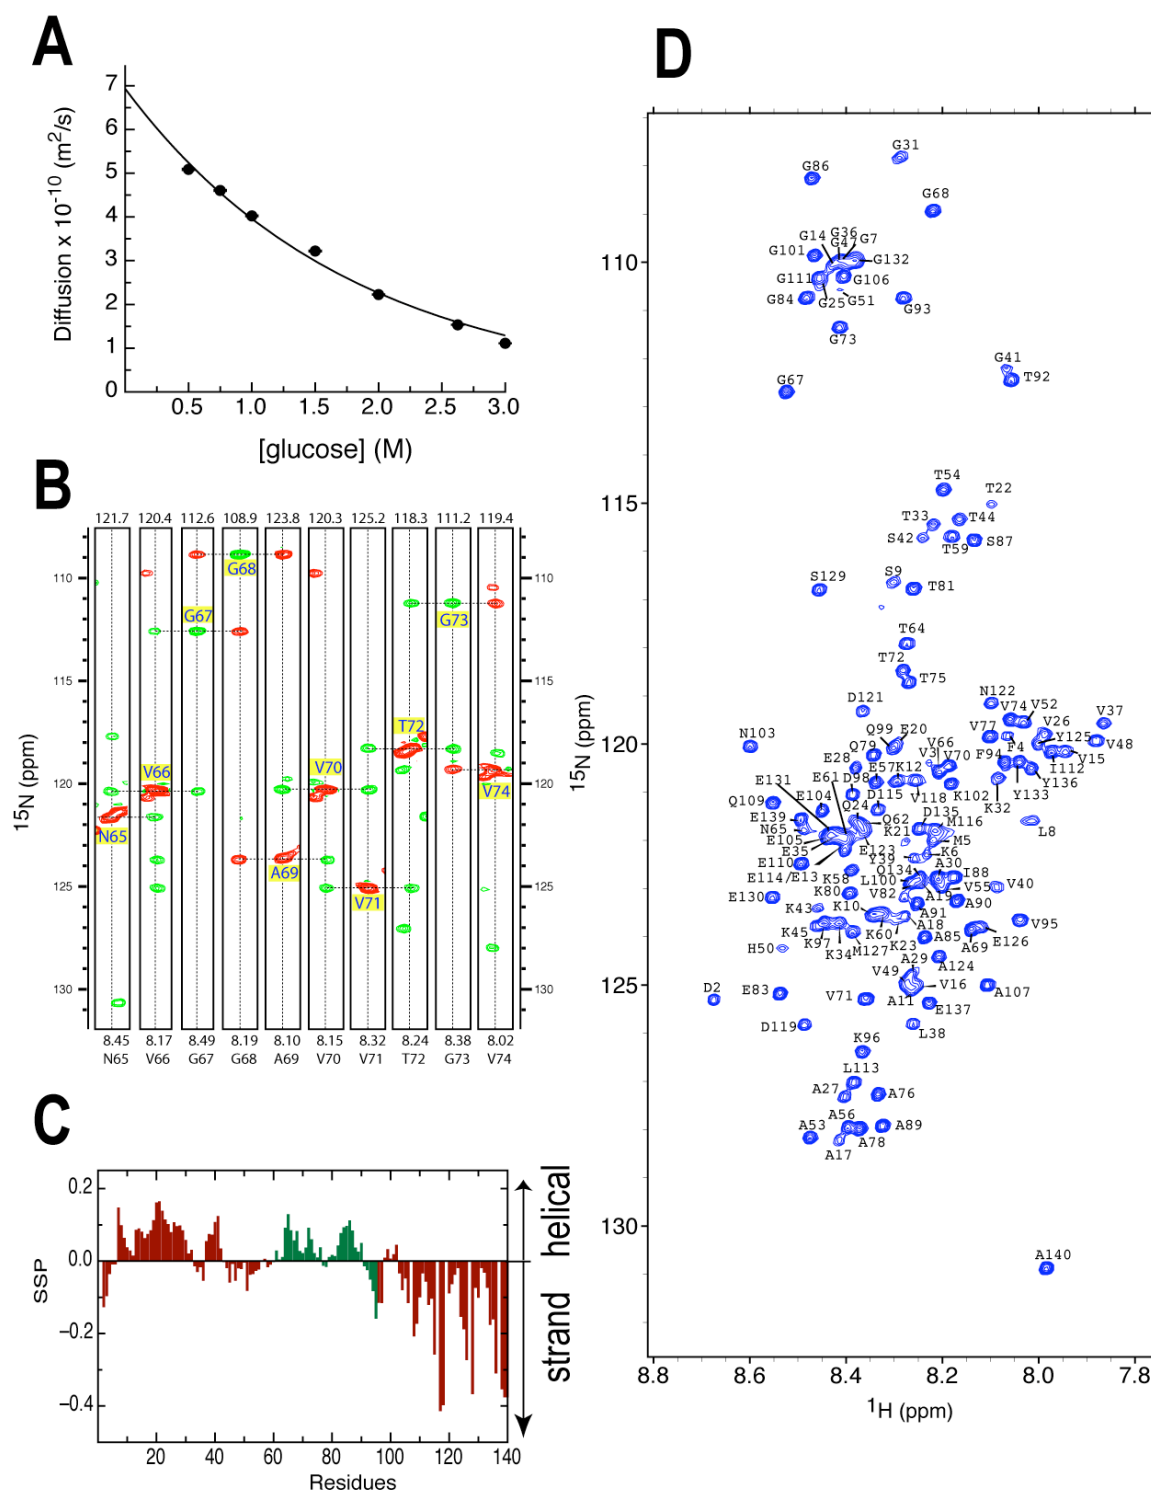 A
Diffusion x 10-10 (m2/s)
7
6
5
4
3
2
1
0
0.5 1.0 1.5 2.0 2.5 3.0
[glucose] (M)
B
121.7 120.4 112.6 108.9 123.8 120.3 125.2 118.3 111.2 119.4
15N (ppm)
110
115
120
125
130
110
115
120
125
130
15N (ppm)
G68
G67
G73
T72
V66
V70
V74
N65
A69
V71
8.45 8.17 8.49 8.19 8.10 8.15 8.32 8.24 8.38 8.02
N65 V66 G67 G68 A69 V70 V71 T72 G73 V74
C
SSP
0.2
0.0
−0.2
−0.4
20 40 60 80 100 120 140
Residues
strand helical
D
110
115
120
125
130
8.8 8.6 8.4 8.2 8.0 7.8
1H (ppm)
G31
G86
G68
G36
G14 G47 G7
G101 G132
G111 G106
G84 G25 G51 G93
G73
G41
G67 T92
T54
T22
T33 T44
S42 T59 S87
S9
S129 T81
T64
T72
T75
D121 N122 V52
V74 V37
N103 Q99 E20 V77 V26
Q79 V66 F4 Y125 V48
E28 V3 V70 F94 V15
E57 K12 I112
E131 E61 D98 Y136
E104 D115 K102 Y133
Q109 Q24 V118 K32
E139 Q62 D135
N65 K21 M116 L8
E105 M5
E35 E123 K6
E110 Y39 A30
E114/E13 Q134 I88
K58 L100 V55 V40
E130 K80 V82 A19
K43 K10 A91 A90
K45 K60 A18 V95
K97 K23 A85 A69 E126
H50 K34 M127
A29 A124
V49
D2 E83 V71 A11 V16 A107
E137
D119 L38
K96
L113
A27 A76
A56
A53 A89
A17 A78
A140